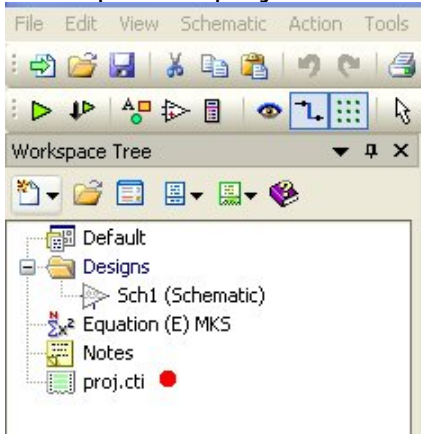 File Edit View Schematic Action Tools
Workspace Tree
Default
Designs
Sch1 (Schematic)
Equation (E) MKS
Notes
proj.cti